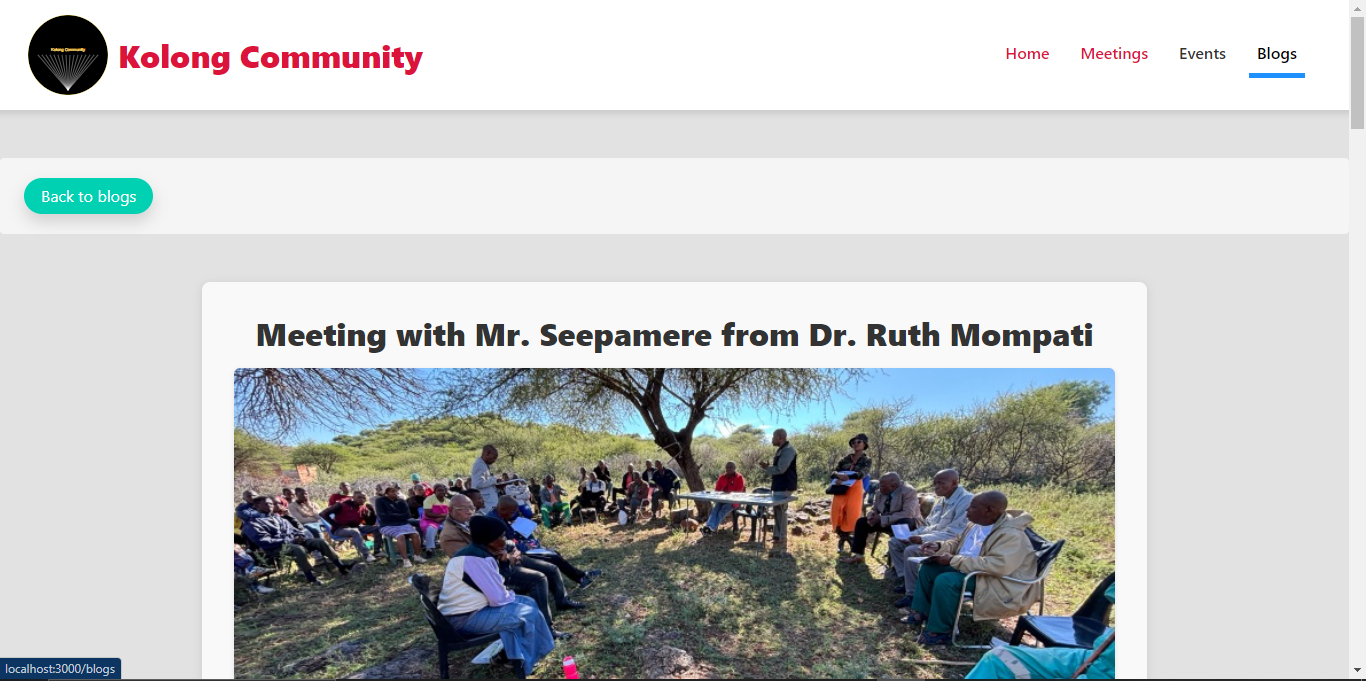 Kolong Community
Kolong Community
Home Meetings Events Blogs
Back to blogs
Meeting with Mr. Seepamere from Dr. Ruth Mompati
localhost:3000/blogs